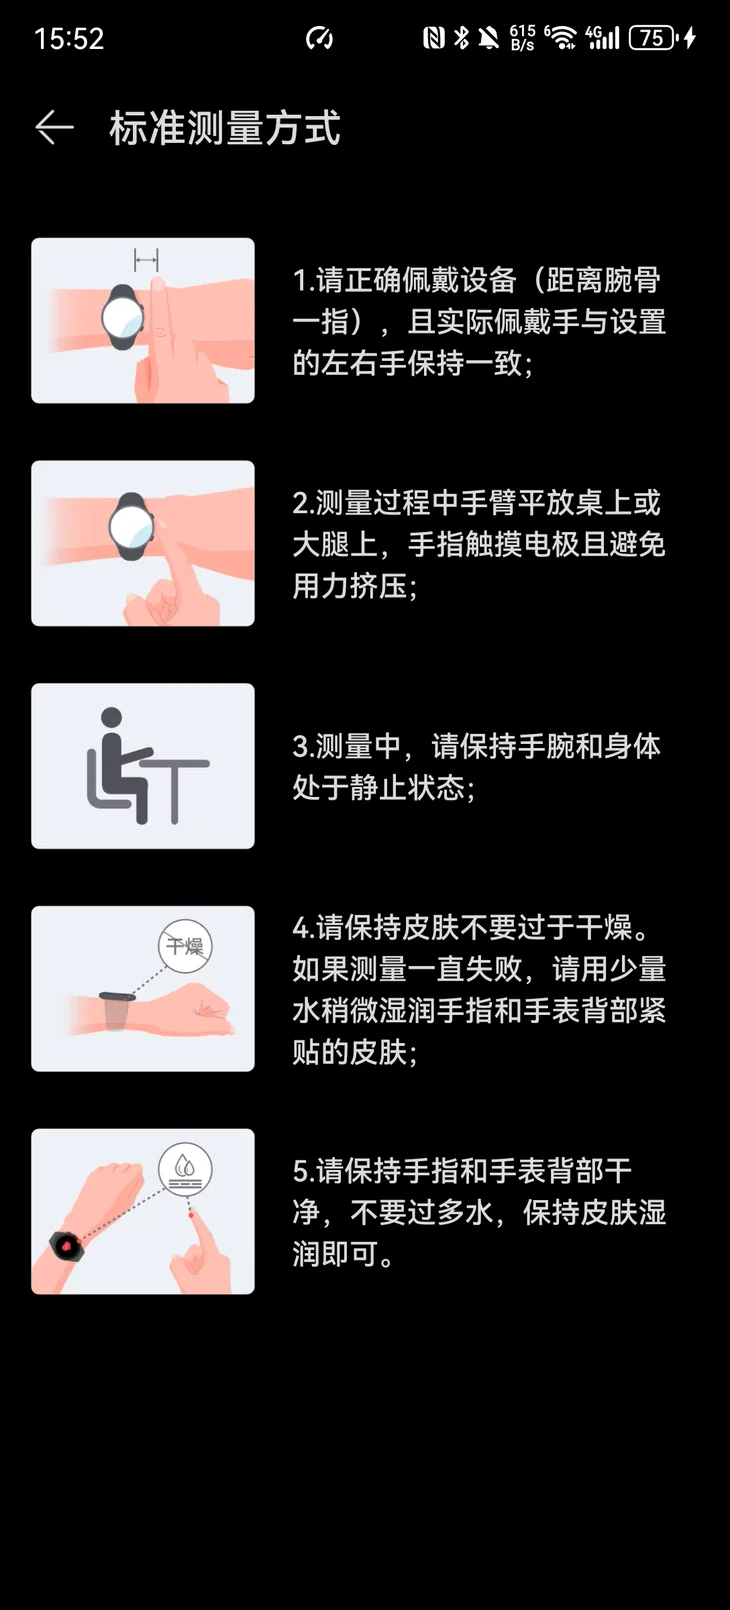 15:52
615 B/s
6
4G
75
标准测量方式
1.请正确佩戴设备（距离腕骨
一指），且实际佩戴手与设置
的左右手保持一致；
2.测量过程中手臂平放桌上或
大腿上，手指触摸电极且避免
用力挤压；
3.测量中，请保持手腕和身体
处于静止状态；
干燥
4.请保持皮肤不要过于干燥。
如果测量一直失败，请用少量
水稍微湿润手指和手表背部紧
贴的皮肤；
5.请保持手指和手表背部干
净，不要过多水，保持皮肤湿
润即可。